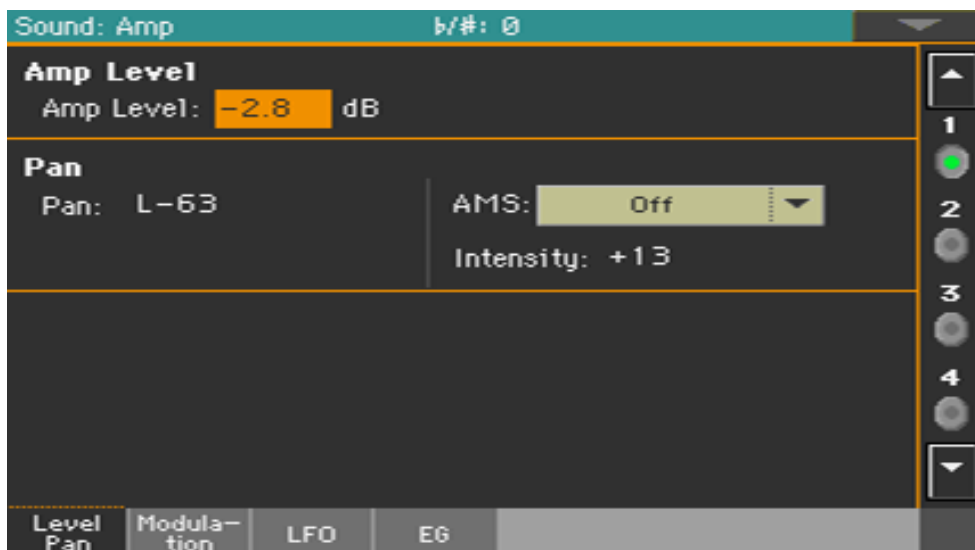 Sound: Amp ♭/#: 0
Amp Level
Amp Level: -2.8 dB
Pan
Pan: L-63
AMS: Off
Intensity: +13
1
2
3
4
Level Pan
Modula-tion
LFO
EG